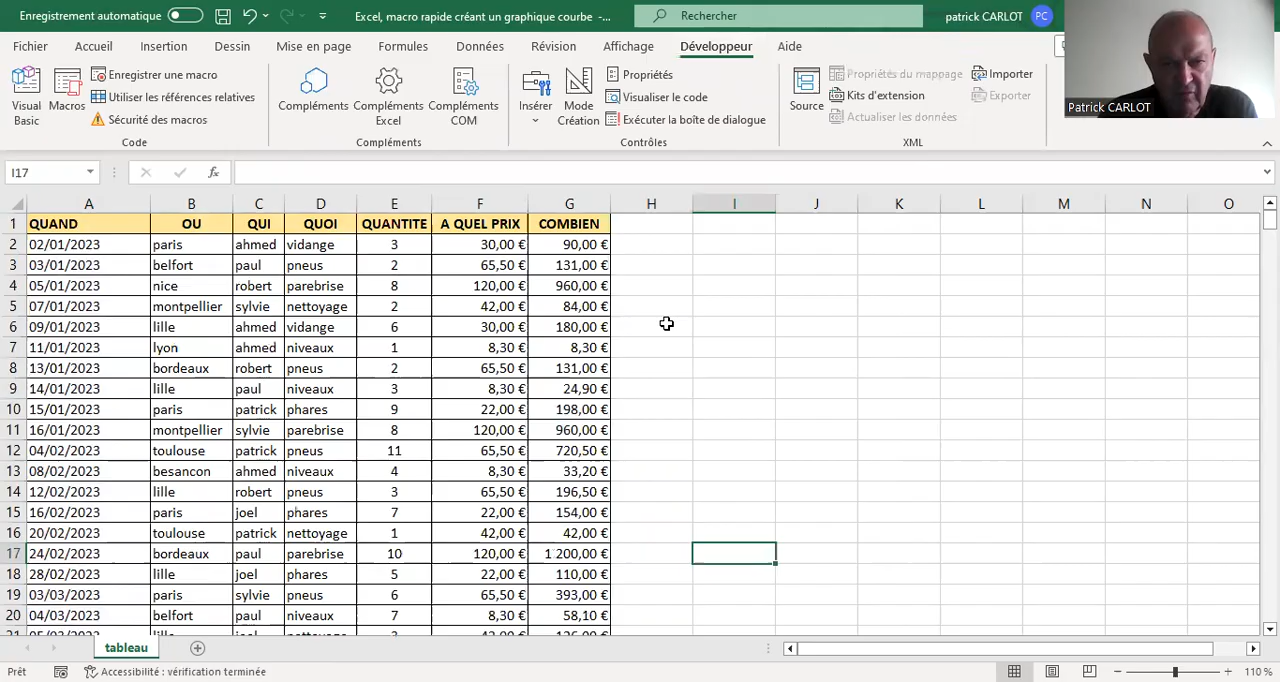 Enregistrement automatique
Excel, macro rapide créant un graphique courbe -...
Rechercher
patrick CARLOT PC
Fichier Accueil Insertion Dessin Mise en page Formules Données Révision Affichage Développeur Aide
Visual Basic
Macros
Enregistrer une macro
Utiliser les références relatives
Sécurité des macros
Code
Compléments
Compléments Excel
Compléments COM
Compléments
Insérer
Mode Création
Propriétés
Visualiser le code
Exécuter la boîte de dialogue
Contrôles
Source
Propriétés du mappage
Kits d'extension
Actualiser les données
Importer
Exporter
XML
Patrick CARLOT
I17 fx
A B C D E F G H I J K L M N O
1 QUAND OU QUI QUOI QUANTITE A QUEL PRIX COMBIEN
2 02/01/2023 paris ahmed vidange 3 30,00 € 90,00 €
3 03/01/2023 belfort paul pneus 2 65,50 € 131,00 €
4 05/01/2023 nice robert parebrise 8 120,00 € 960,00 €
5 07/01/2023 montpellier sylvie nettoyage 2 42,00 € 84,00 €
6 09/01/2023 lille ahmed vidange 6 30,00 € 180,00 €
7 11/01/2023 lyon ahmed niveaux 1 8,30 € 8,30 €
8 13/01/2023 bordeaux robert pneus 2 65,50 € 131,00 €
9 14/01/2023 lille paul niveaux 3 8,30 € 24,90 €
10 15/01/2023 paris patrick phares 9 22,00 € 198,00 €
11 16/01/2023 montpellier sylvie parebrise 8 120,00 € 960,00 €
12 04/02/2023 toulouse patrick pneus 11 65,50 € 720,50 €
13 08/02/2023 besancon ahmed niveaux 4 8,30 € 33,20 €
14 12/02/2023 lille robert pneus 3 65,50 € 196,50 €
15 16/02/2023 paris joel phares 7 22,00 € 154,00 €
16 20/02/2023 toulouse patrick nettoyage 1 42,00 € 42,00 €
17 24/02/2023 bordeaux paul parebrise 10 120,00 € 1 200,00 €
18 28/02/2023 lille joel phares 5 22,00 € 110,00 €
19 03/03/2023 paris sylvie pneus 6 65,50 € 393,00 €
20 04/03/2023 belfort paul niveaux 7 8,30 € 58,10 €
tableau
Prêt
Accessibilité : vérification terminée
110 %